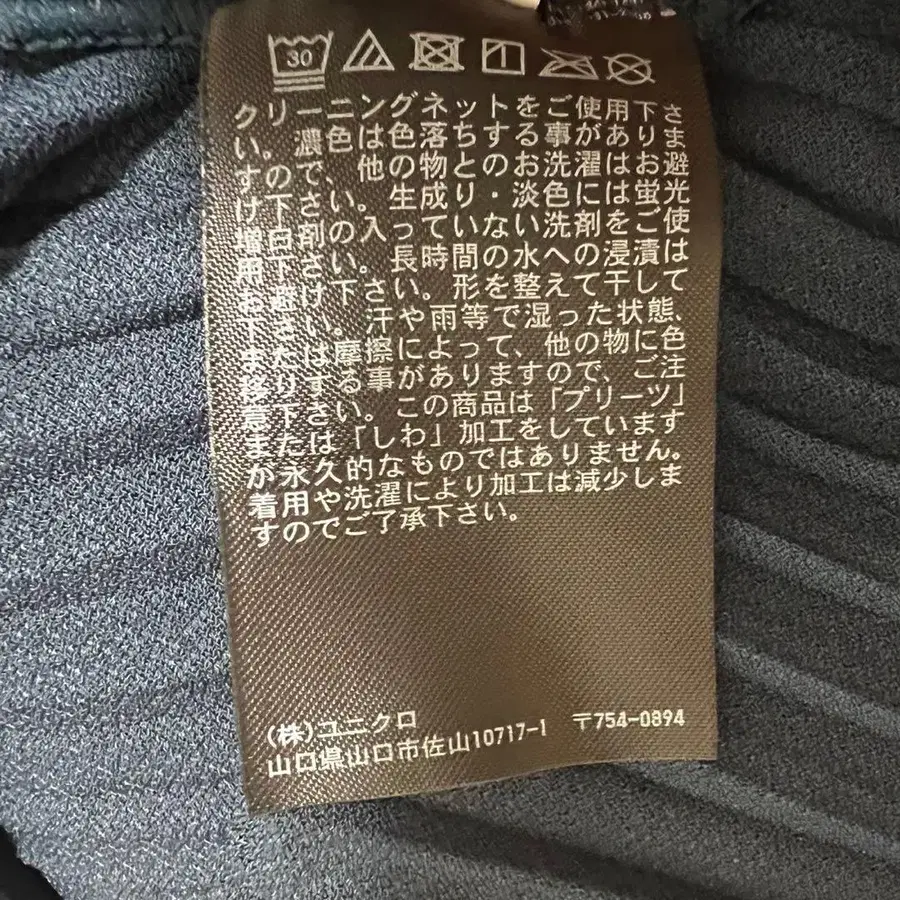 30
クリーニングネットをご使用下さ
い。濃色は色落ちする事がありま
すので、他の物とのお洗濯はお避
け下さい。生成り・淡色には蛍光
増白剤の入っていない洗剤をご使
用下さい。長時間の水への浸漬は
お避け下さい。形を整えて干して
下さい。汗や雨等で湿った状態、
または摩擦によって、他の物に色
移りする事がありますので、ご注
意下さい。この商品は「プリーツ」
または「しわ」加工をしています
が永久的なものではありません。
着用や洗濯により加工は減少しま
すのでご了承下さい。
(株)ユニクロ
山口県山口市佐山10717-1 〒754-0894